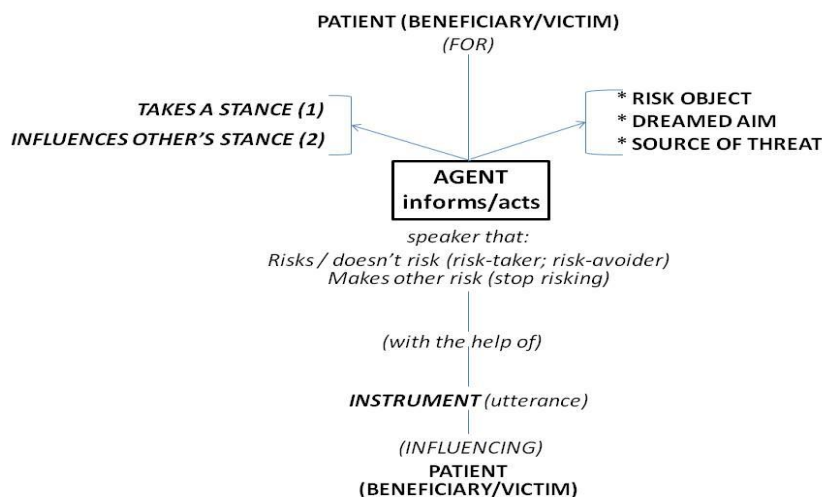 PATIENT (BENEFICIARY/VICTIM)
(FOR)
TAKES A STANCE (1)
INFLUENCES OTHER'S STANCE (2)
* RISK OBJECT
* DREAMED AIM
* SOURCE OF THREAT
AGENT
informs/acts
speaker that:
Risks / doesn't risk (risk-taker; risk-avoider)
Makes other risk (stop risking)
(with the help of)
INSTRUMENT (utterance)
(INFLUENCING)
PATIENT
(BENEFICIARY/VICTIM)